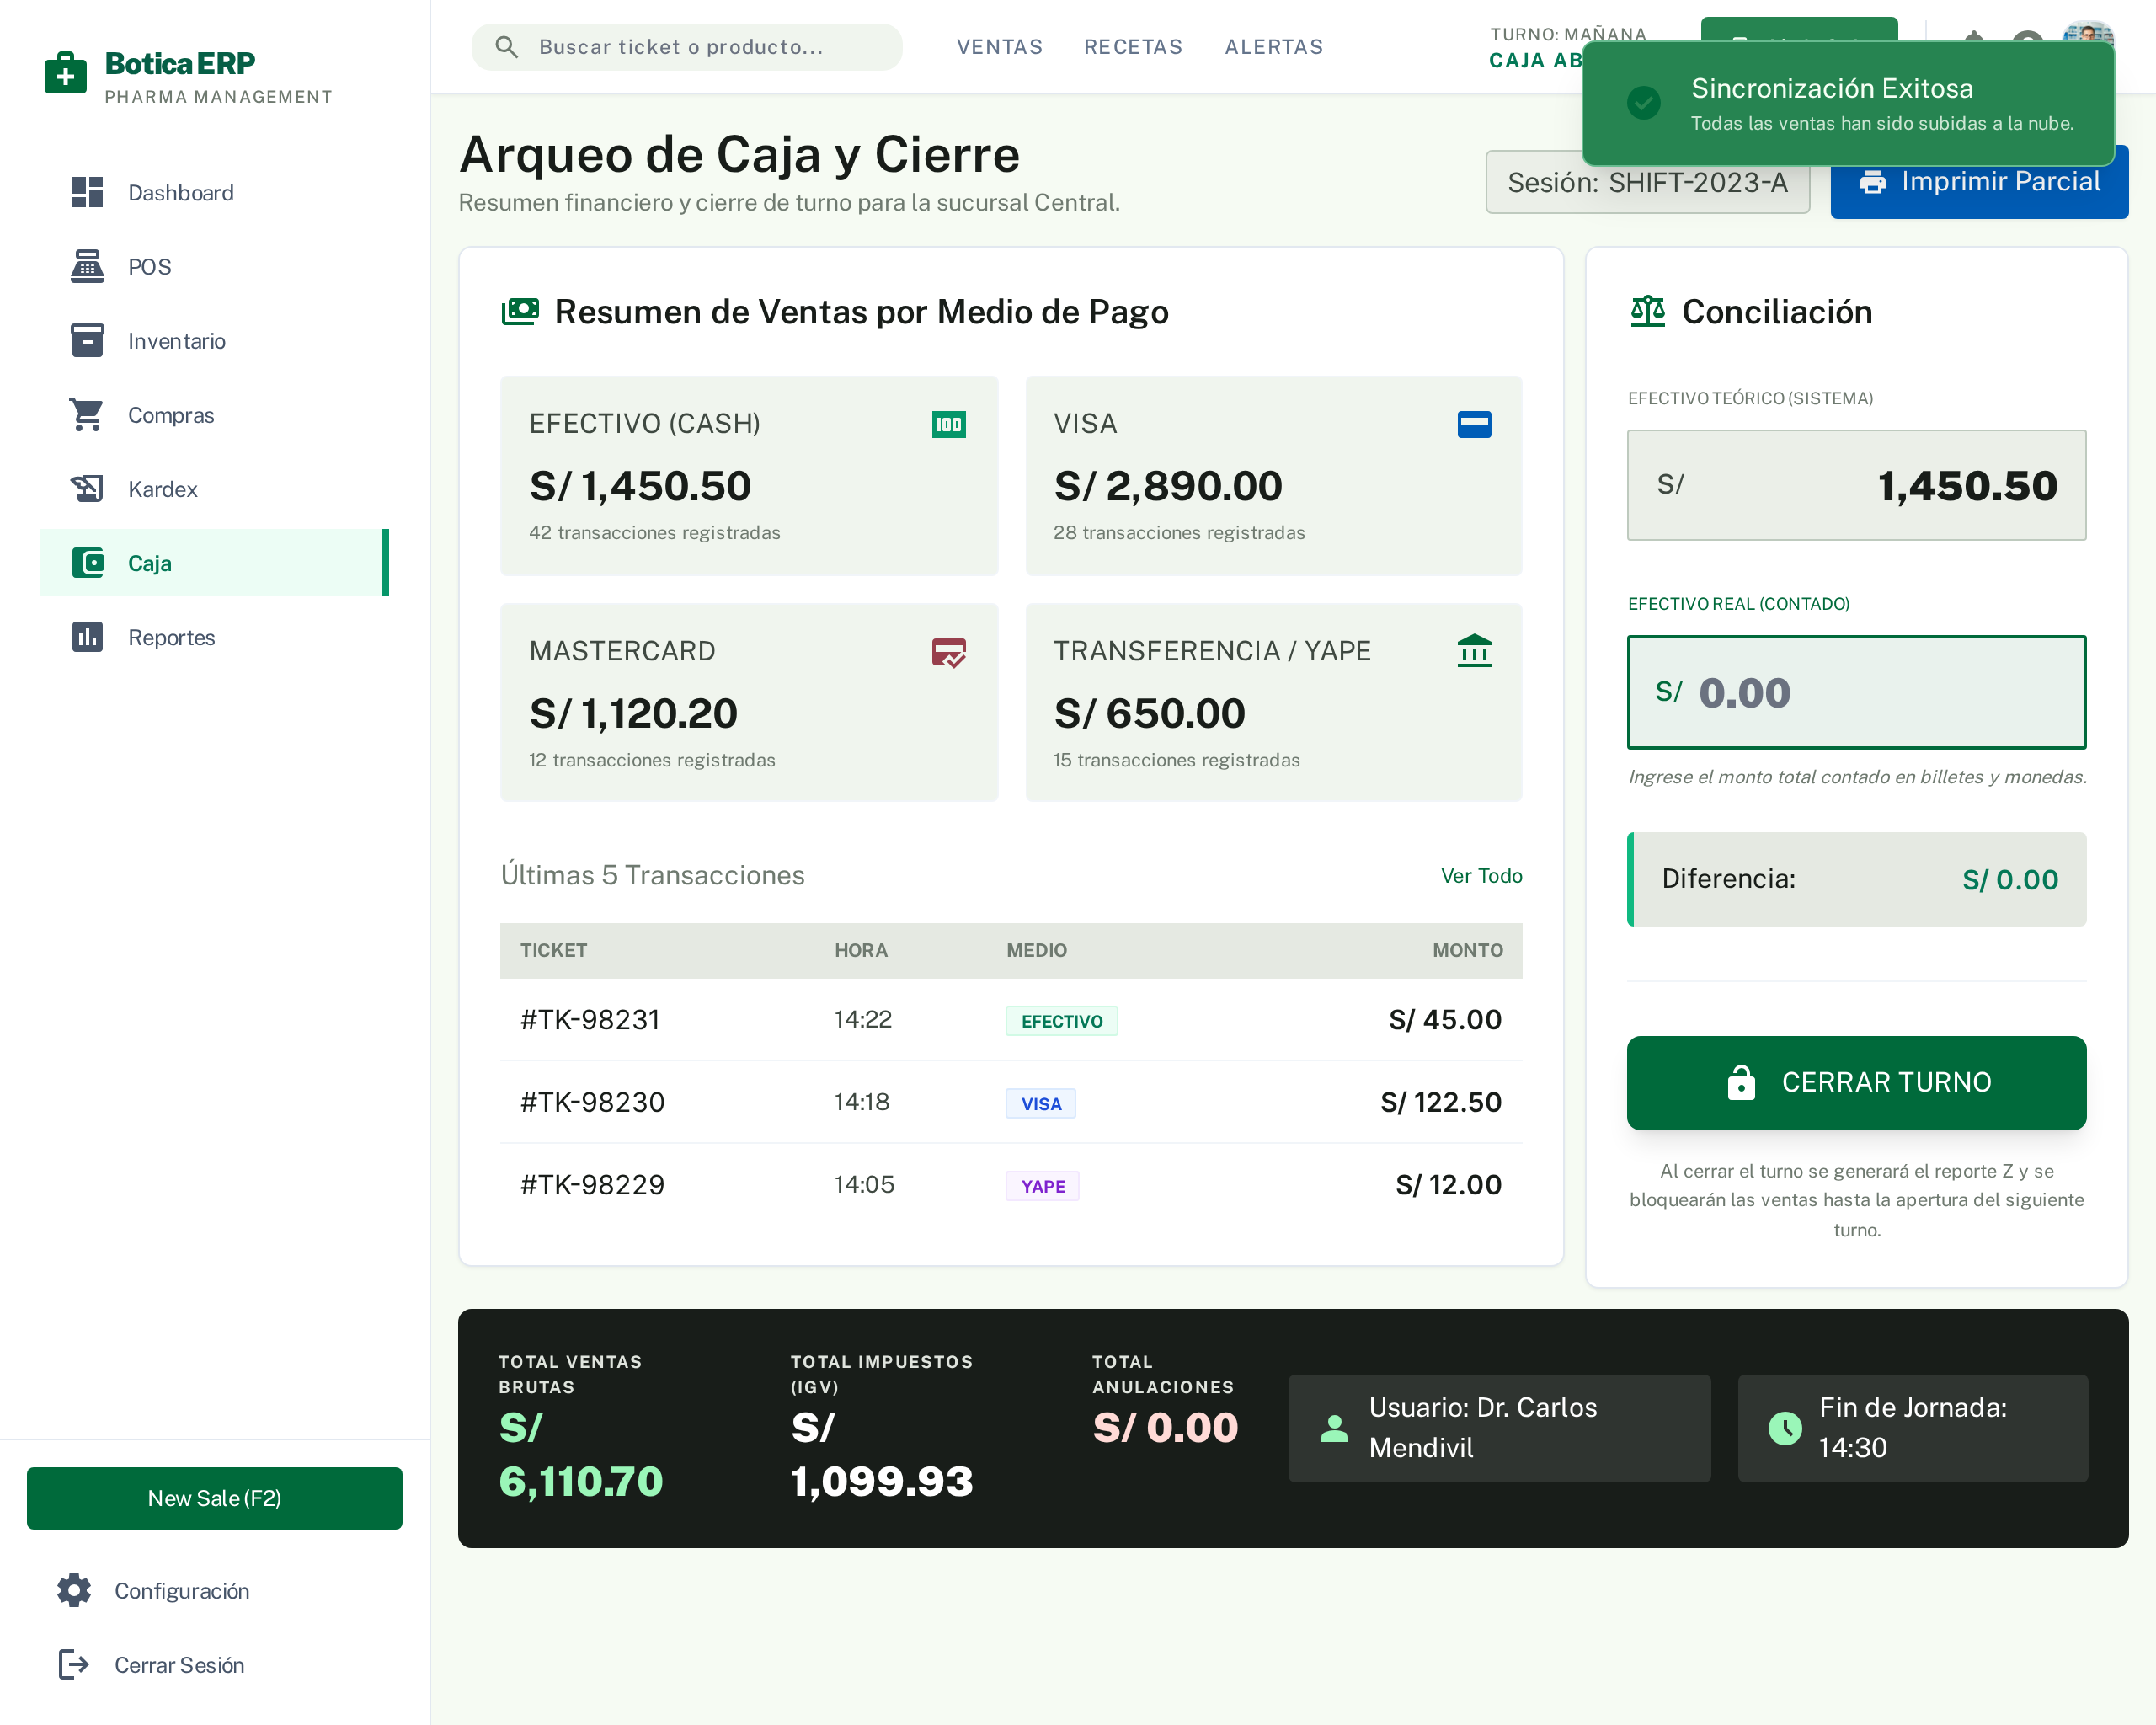 Botica ERP
PHARMA MANAGEMENT
Dashboard
POS
Inventario
Compras
Kardex
Caja
Reportes
New Sale (F2)
Configuración
Cerrar Sesión
Buscar ticket o producto...
VENTAS
RECETAS
ALERTAS
TURNO: MAÑANA
CAJA
Sincronización Exitosa
Todas las ventas han sido subidas a la nube.
Arqueo de Caja y Cierre
Resumen financiero y cierre de turno para la sucursal Central.
Sesión: SHIFT-2023-A
Imprimir Parcial
Resumen de Ventas por Medio de Pago
EFECTIVO (CASH)
100
S/ 1,450.50
42 transacciones registradas
VISA
S/ 2,890.00
28 transacciones registradas
MASTERCARD
S/ 1,120.20
12 transacciones registradas
TRANSFERENCIA / YAPE
S/ 650.00
15 transacciones registradas
Últimas 5 Transacciones
Ver Todo
TICKET HORA MEDIO MONTO
#TK-98231 14:22 EFECTIVO S/ 45.00
#TK-98230 14:18 VISA S/ 122.50
#TK-98229 14:05 YAPE S/ 12.00
Conciliación
EFECTIVO TEÓRICO (SISTEMA)
S/ 1,450.50
EFECTIVO REAL (CONTADO)
S/ 0.00
Ingrese el monto total contado en billetes y monedas.
Diferencia: S/ 0.00
CERRAR TURNO
Al cerrar el turno se generará el reporte Z y se
bloquearán las ventas hasta la apertura del siguiente
turno.
TOTAL VENTAS
BRUTAS
S/
6,110.70
TOTAL IMPUESTOS
(IGV)
S/
1,099.93
TOTAL
ANULACIONES
S/ 0.00
Usuario: Dr. Carlos
Mendivil
Fin de Jornada:
14:30